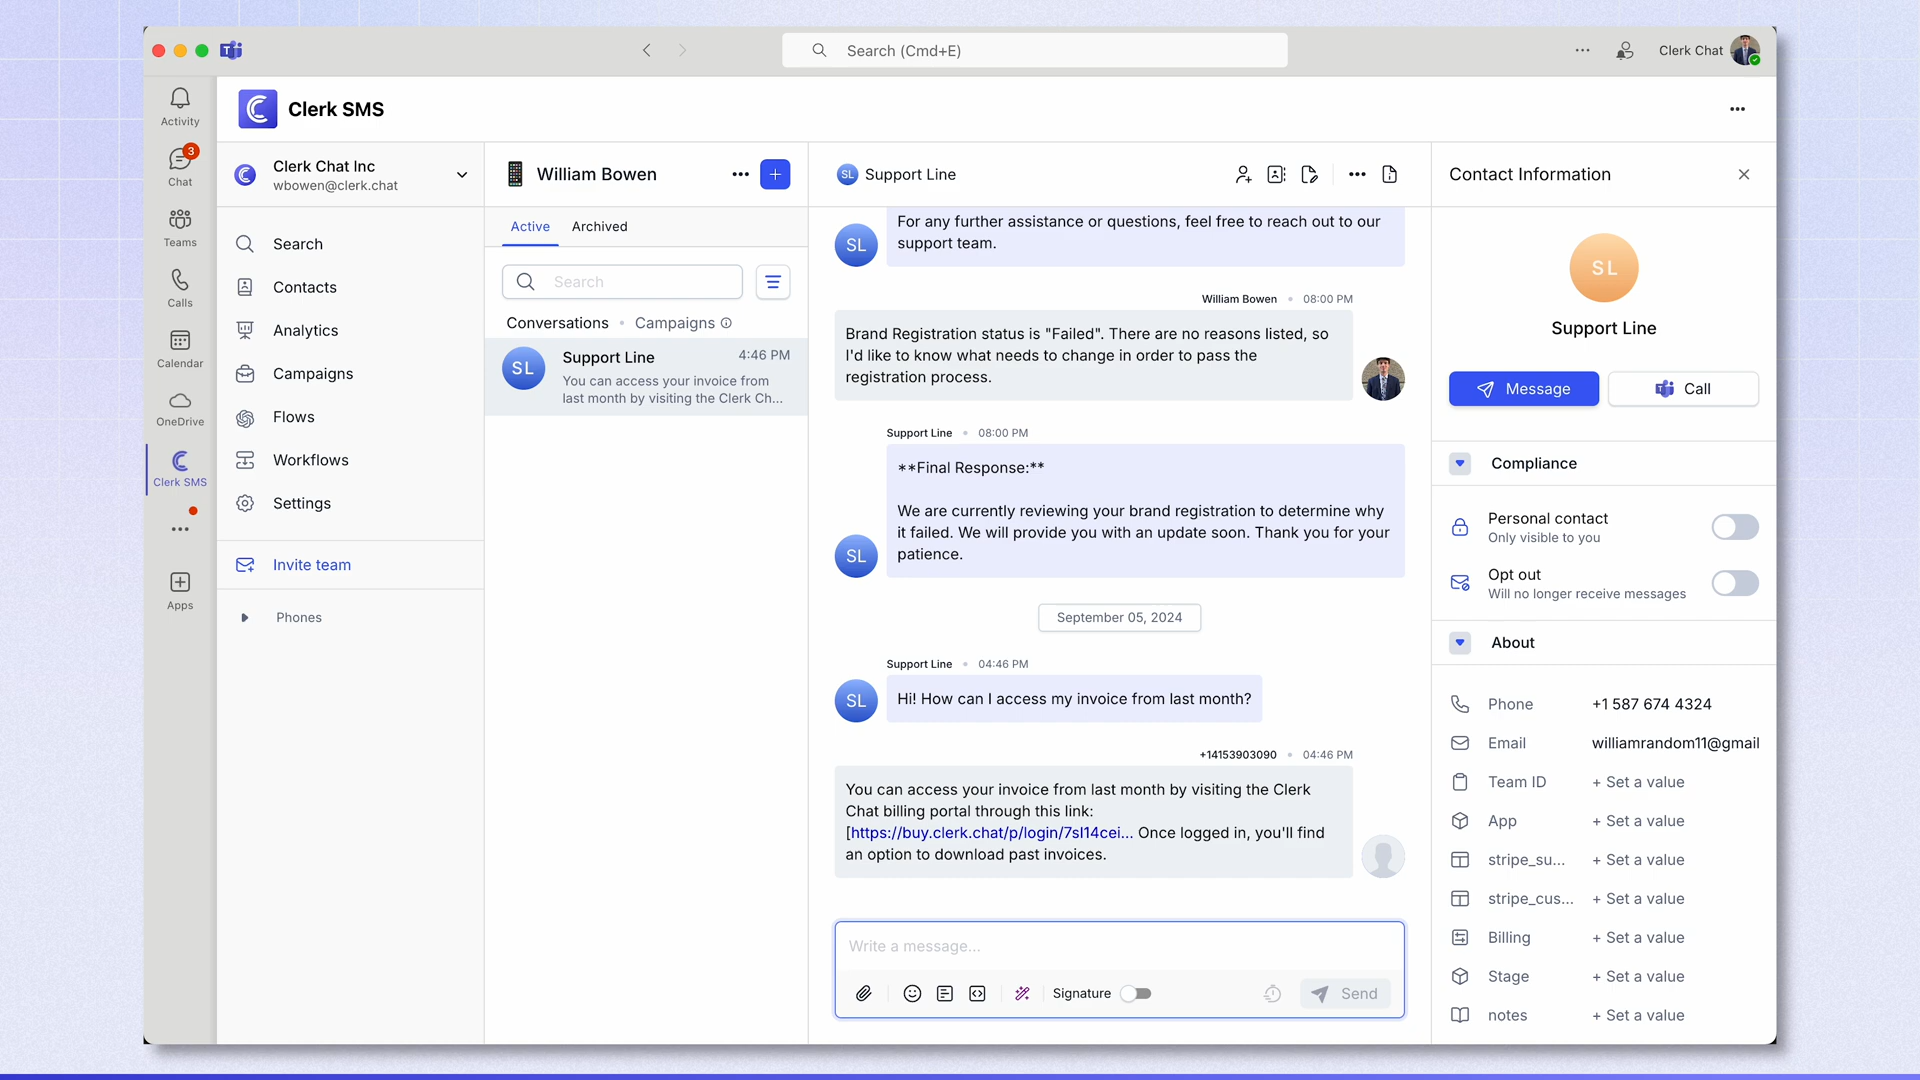 Search (Cmd+E)
Clerk Chat
Activity
3
Chat
Teams
Calls
Calendar
OneDrive
Clerk SMS
Apps
Clerk SMS
Clerk Chat Inc
wbowen@clerk.chat
Search
Contacts
Analytics
Campaigns
Flows
Workflows
Settings
Invite team
Phones
William Bowen
Active
Archived
Search
Conversations • Campaigns
SL
Support Line
4:46 PM
You can access your invoice from
last month by visiting the Clerk Ch...
SL
Support Line
For any further assistance or questions, feel free to reach out to our
support team.
SL
William Bowen • 08:00 PM
Brand Registration status is "Failed". There are no reasons listed, so
I'd like to know what needs to change in order to pass the
registration process.
Support Line • 08:00 PM
**Final Response:**
We are currently reviewing your brand registration to determine why
it failed. We will provide you with an update soon. Thank you for your
patience.
SL
September 05, 2024
Support Line • 04:46 PM
SL
Hi! How can I access my invoice from last month?
+14153903090 • 04:46 PM
You can access your invoice from last month by visiting the Clerk
Chat billing portal through this link:
[https://buy.clerk.chat/p/login/7sI14cei... Once logged in, you'll find
an option to download past invoices.
Write a message...
Signature
Send
Contact Information
SL
Support Line
Message
Call
Compliance
Personal contact
Only visible to you
Opt out
Will no longer receive messages
About
Phone +1 587 674 4324
Email williamrandom11@gmail
Team ID + Set a value
App + Set a value
stripe_su... + Set a value
stripe_cus... + Set a value
Billing + Set a value
Stage + Set a value
notes + Set a value